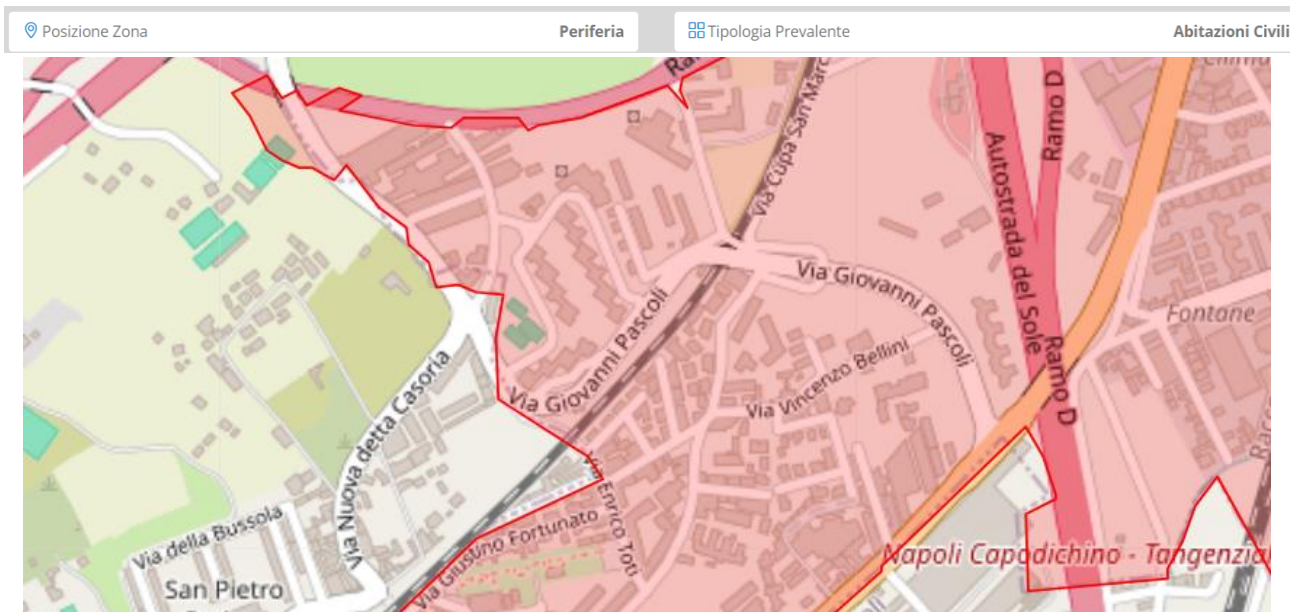 Posizione Zona
Periferia
Tipologia Prevalente
Abitazioni Civili
Via Cupa San Marc
Ramo D
Autostrada del Sole
Via Giovanni Pascoli
Fontane
Via Giovanni Pascoli
Via Vincenzo Bellini
Ramo D
Via Nuova detta Casoria
Via Enrico Toti
Via della Bussola
Via Giustino Fortunato
Napoli Capodichino - Tangenzial
San Pietro